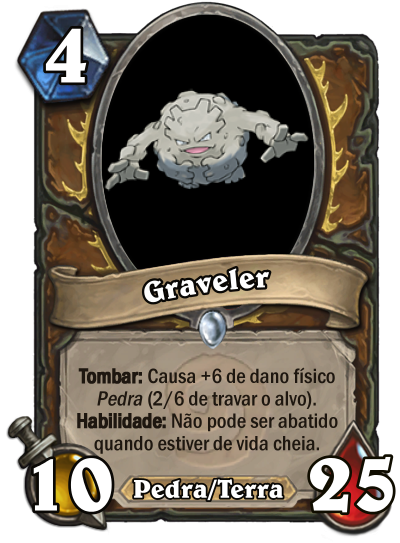 4
Graveler
Tombar: Causa +6 de dano físico
Pedra (2/6 de travar o alvo).
Habilidade: Não pode ser abatido
quando estiver de vida cheia.
10
Pedra/Terra
25